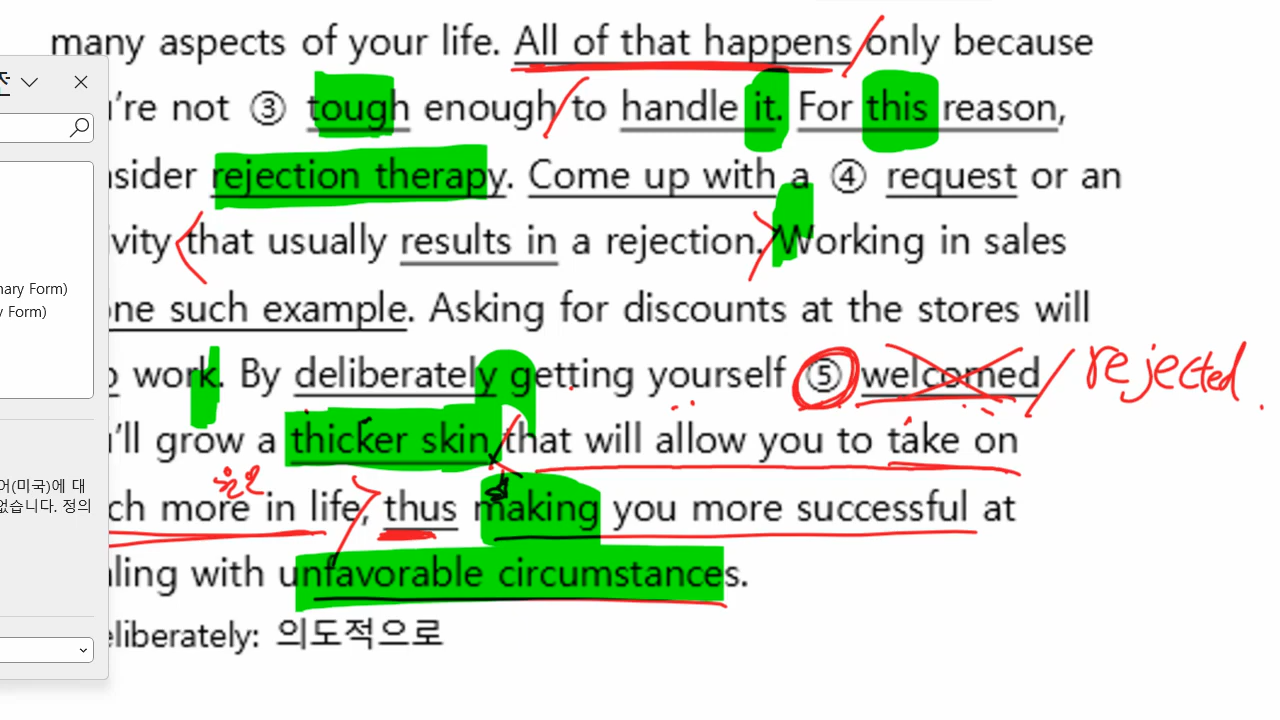 many aspects of your life. All of that happens only because
're not ③ tough enough to handle it. For this reason,
nsider rejection therapy. Come up with a ④ request or an
ivity that usually results in a rejection. Working in sales
one such example. Asking for discounts at the stores will
work. By deliberately getting yourself ⑤ welcomed rejected
'll grow a thicker skin that will allow you to take on
ch more in life, thus making you more successful at
aling with unfavorable circumstances.
eliberately: 의도적으로
nary Form)
y Form)
어(미국)에 대
없습니다. 정의